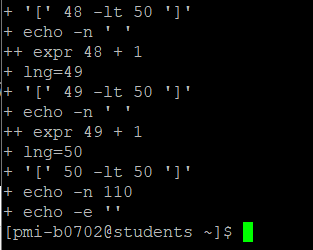 + '[' 48 -lt 50 ']'
+ echo -n ' '
++ expr 48 + 1
+ lng=49
+ '[' 49 -lt 50 ']'
+ echo -n ' '
++ expr 49 + 1
+ lng=50
+ '[' 50 -lt 50 ']'
+ echo -n 110
+ echo -e ''
[pmi-b0702@students ~]$